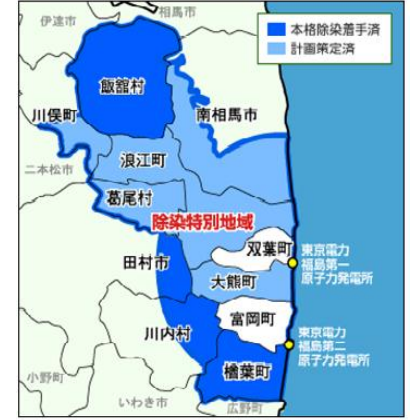 伊達市
相馬市
本格除染着手済
計画策定済
飯舘村
川俣町
南相馬市
二本松市
浪江町
葛尾村
除染特別地域
田村市
双葉町
東京電力
福島第一
原子力発電所
大熊町
富岡町
川内村
東京電力
福島第二
原子力発電所
楢葉町
小野町
いわき市
広野町